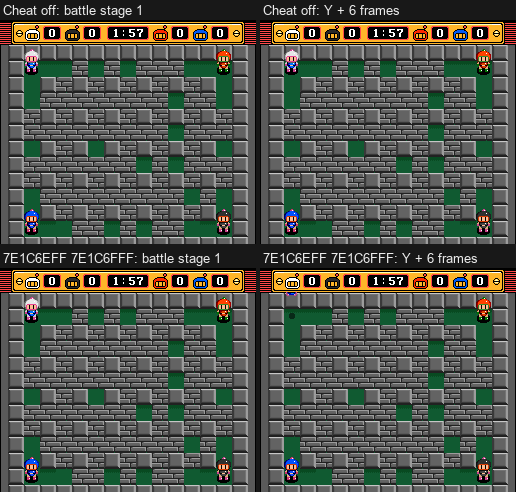 Cheat off: battle stage 1
Cheat off: Y + 6 frames
0 0 1:57 0 0
0 0 1:57 0 0
7E1C6EFF 7E1C6FFF: battle stage 1
7E1C6EFF 7E1C6FFF: Y + 6 frames
0 0 1:57 0 0
0 0 1:57 0 0